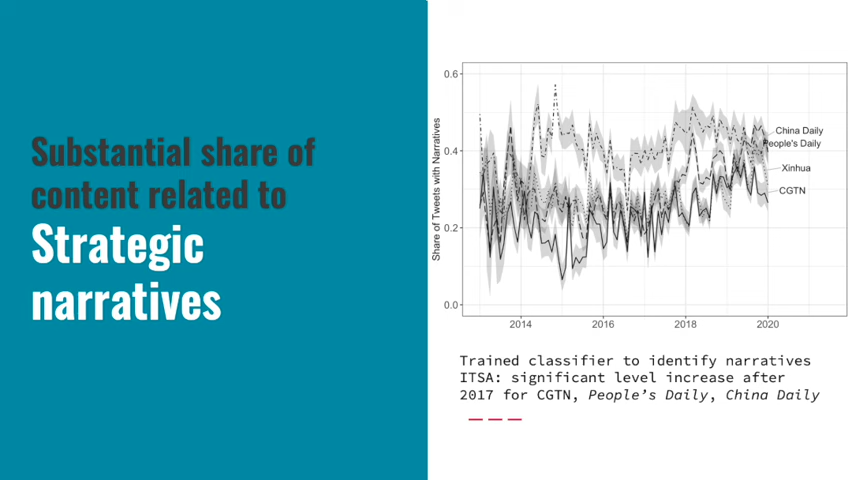 Substantial share of
content related to
Strategic
narratives
Share of Tweets with Narratives
0.6
0.4
0.2
0.0
2014
2016
2018
2020
China Daily
People's Daily
Xinhua
CGTN
Trained classifier to identify narratives
ITSA: significant level increase after
2017 for CGTN, People's Daily, China Daily